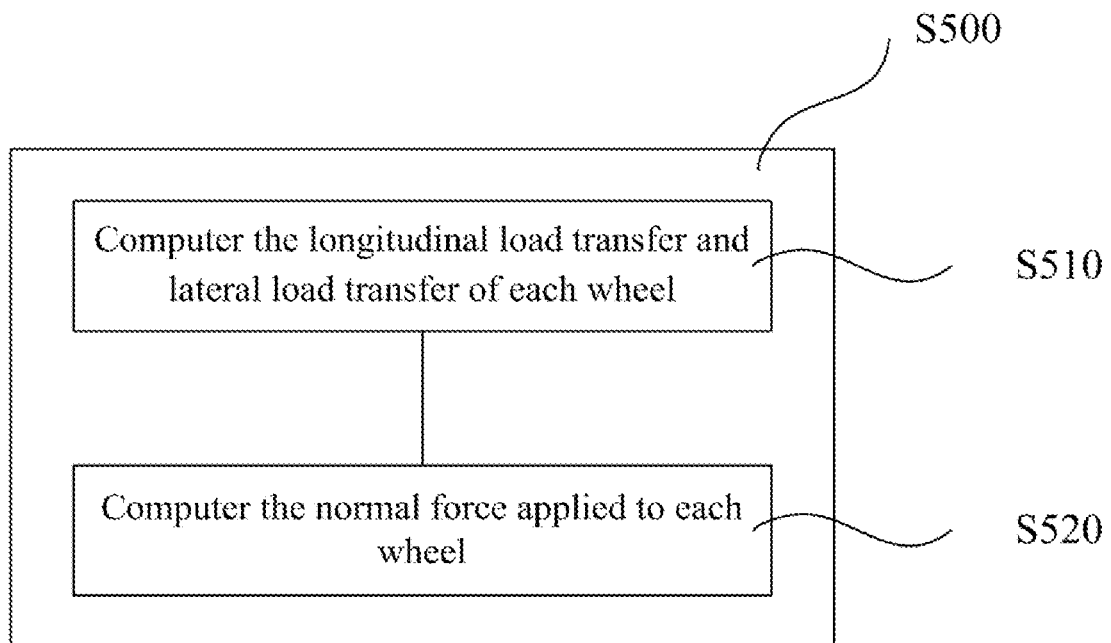 S500
Computer the longitudinal load transfer and
lateral load transfer of each wheel
S510
Computer the normal force applied to each
wheel
S520